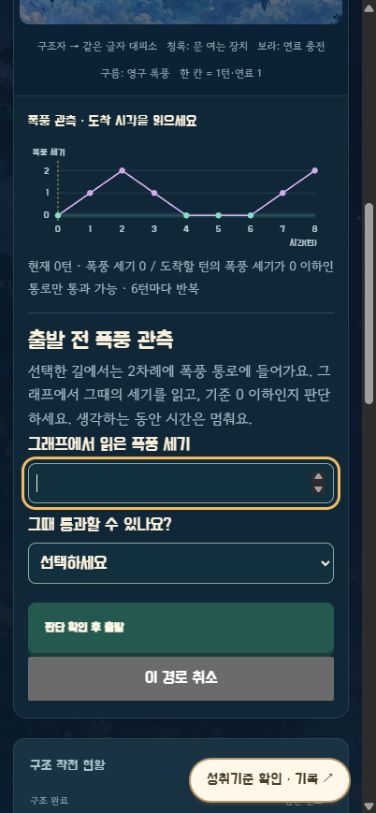 구조자 → 같은 글자 대피소 청록: 문 여는 장치 보라: 연료 충전
구름: 영구 폭풍 한 칸 = 1턴·연료 1
폭풍 관측 · 도착 시각을 읽으세요
폭풍 세기
2
1
0
0 1 2 3 4 5 6 7 8
시간(턴)
현재 0턴 · 폭풍 세기 0 / 도착할 턴의 폭풍 세기가 0 이하인
통로만 통과 가능 · 6턴마다 반복
출발 전 폭풍 관측
선택한 길에서는 2차례에 폭풍 통로에 들어가요. 그
래프에서 그때의 세기를 읽고, 기준 0 이하인지 판단
하세요. 생각하는 동안 시간은 멈춰요.
그래프에서 읽은 폭풍 세기
그때 통과할 수 있나요?
선택하세요
판단 확인 후 출발
이 경로 취소
구조 작전 현황
성취기준 확인 · 기록 ↗
구조 완료